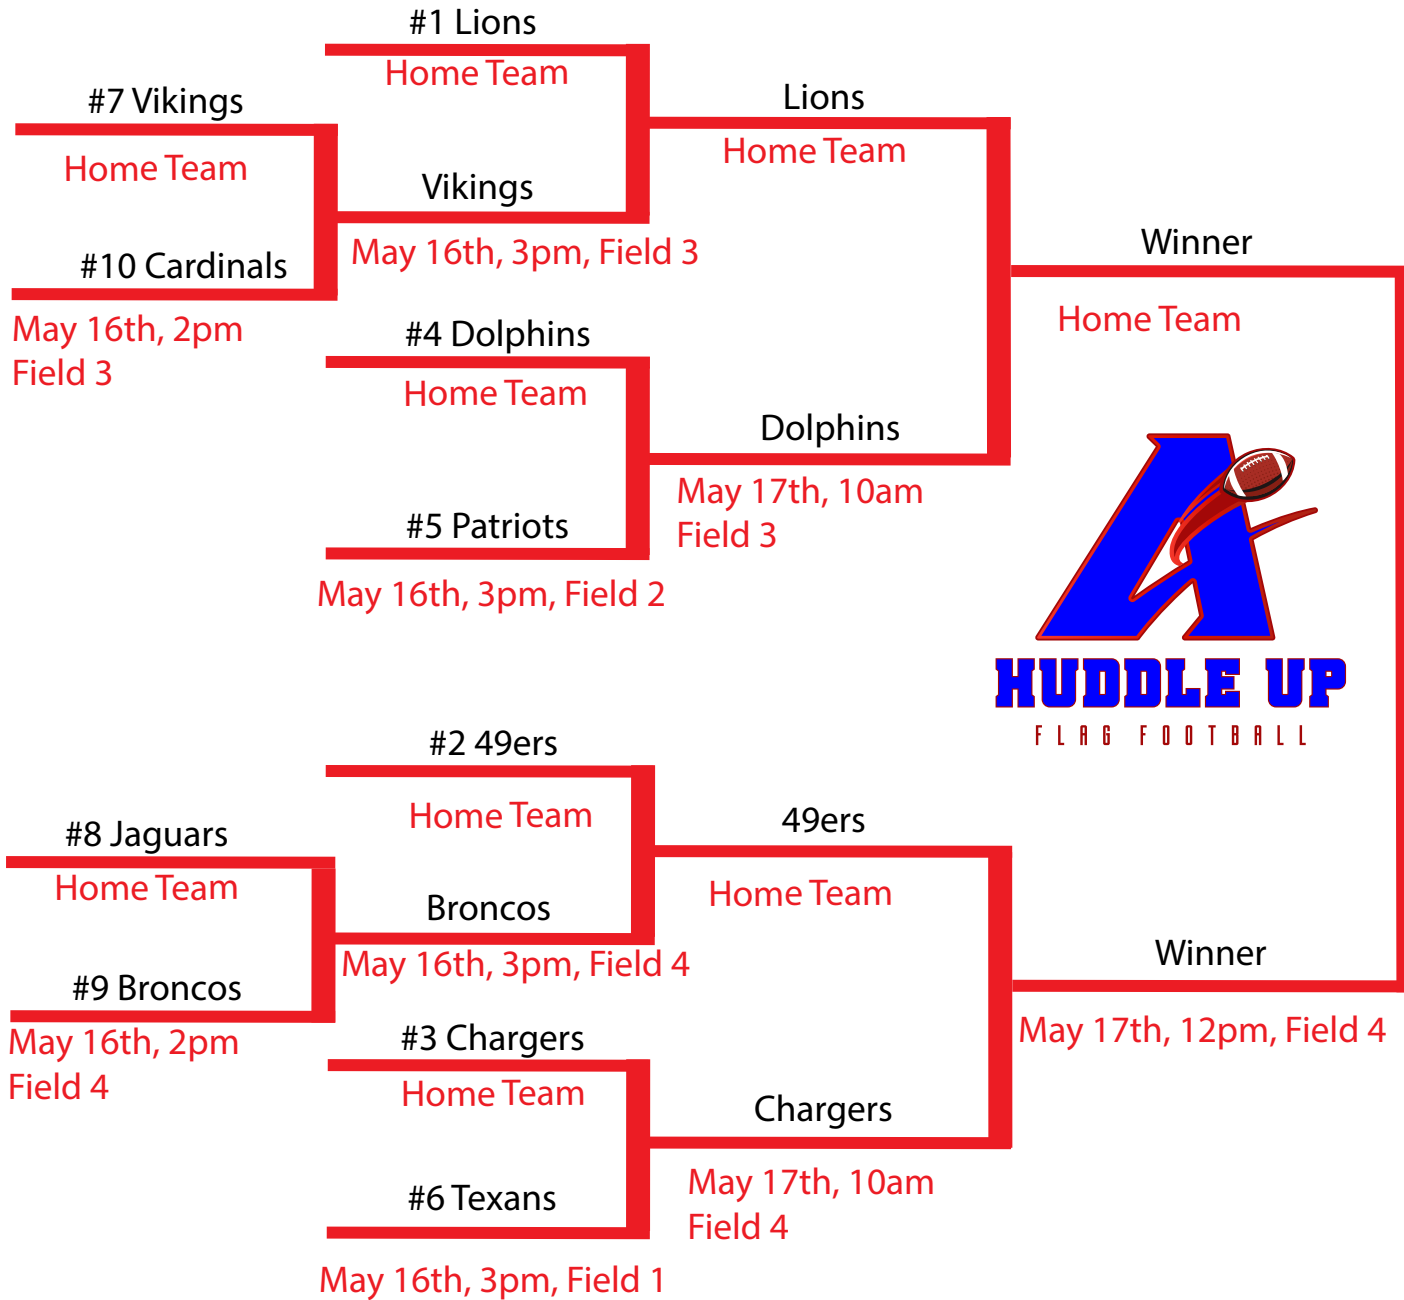 #1 Lions
Home Team
#7 Vikings
Home Team
Lions
Home Team
Vikings
May 16th, 3pm, Field 3
#10 Cardinals
May 16th, 2pm
Field 3
Winner
Home Team
#4 Dolphins
Home Team
Dolphins
May 17th, 10am
Field 3
#5 Patriots
May 16th, 3pm, Field 2
HUDDLE UP
FLAG FOOTBALL
#2 49ers
Home Team
#8 Jaguars
Home Team
49ers
Home Team
Broncos
May 16th, 3pm, Field 4
#9 Broncos
May 16th, 2pm
Field 4
Winner
May 17th, 12pm, Field 4
#3 Chargers
Home Team
Chargers
May 17th, 10am
Field 4
#6 Texans
May 16th, 3pm, Field 1